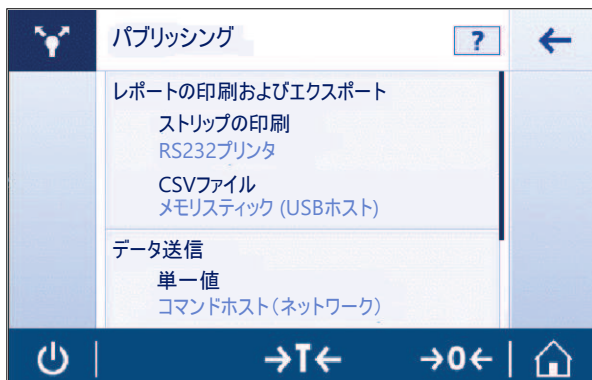 パブリッシング
?
レポートの印刷およびエクスポート
ストリップの印刷
RS232プリンタ
CSVファイル
メモリスティック (USBホスト)
データ送信
単一値
コマンドホスト(ネットワーク)
→T← →0←